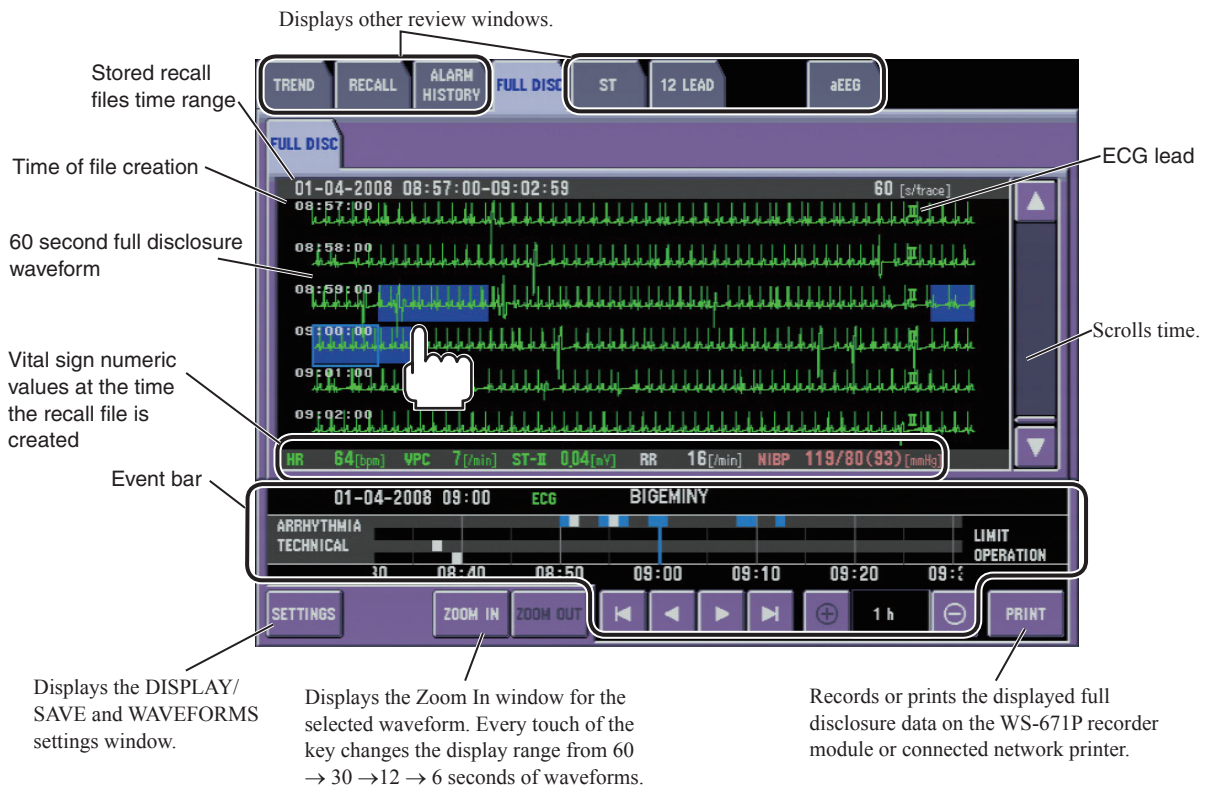 Displays other review windows.
Stored recall
files time range
TREND
RECALL
ALARM
HISTORY
FULL DISC
ST
12 LEAD
aEEG
FULL DISC
Time of file creation
ECG lead
01-04-2008 08:57:00-09:02:59
60 [s/trace]
08:57:00
II
60 second full disclosure
waveform
08:58:00
II
08:59:00
II
Scrolls time.
09:00:00
II
Vital sign numeric
values at the time
the recall file is
created
09:01:00
II
09:02:00
II
HR 64[bpm] VPC 7[/min] ST-II 0.04[mV] RR 16[/min] NIBP 119/80(93)[mmHg]
Event bar
01-04-2008 09:00 ECG BIGEMINY
ARRHYTHMIA
TECHNICAL
LIMIT
OPERATION
08:40 08:50 09:00 09:10 09:20
SETTINGS
ZOOM IN
ZOOM OUT
1 h
PRINT
Displays the DISPLAY/
SAVE and WAVEFORMS
settings window.
Displays the Zoom In window for the
selected waveform. Every touch of the
key changes the display range from 60
→ 30 →12 → 6 seconds of waveforms.
Records or prints the displayed full
disclosure data on the WS-671P recorder
module or connected network printer.